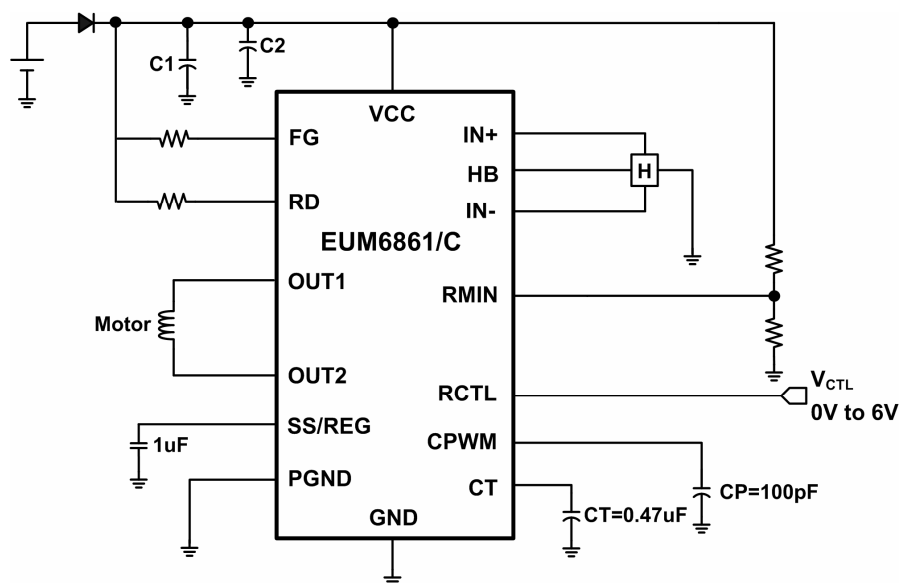 C1
C2
VCC
FG
RD
IN+
HB
IN-
H
EUM6861/C
OUT1
RMIN
Motor
OUT2
RCTL
VCTL
0V to 6V
SS/REG
1uF
CPWM
PGND
CT
CP=100pF
CT=0.47uF
GND